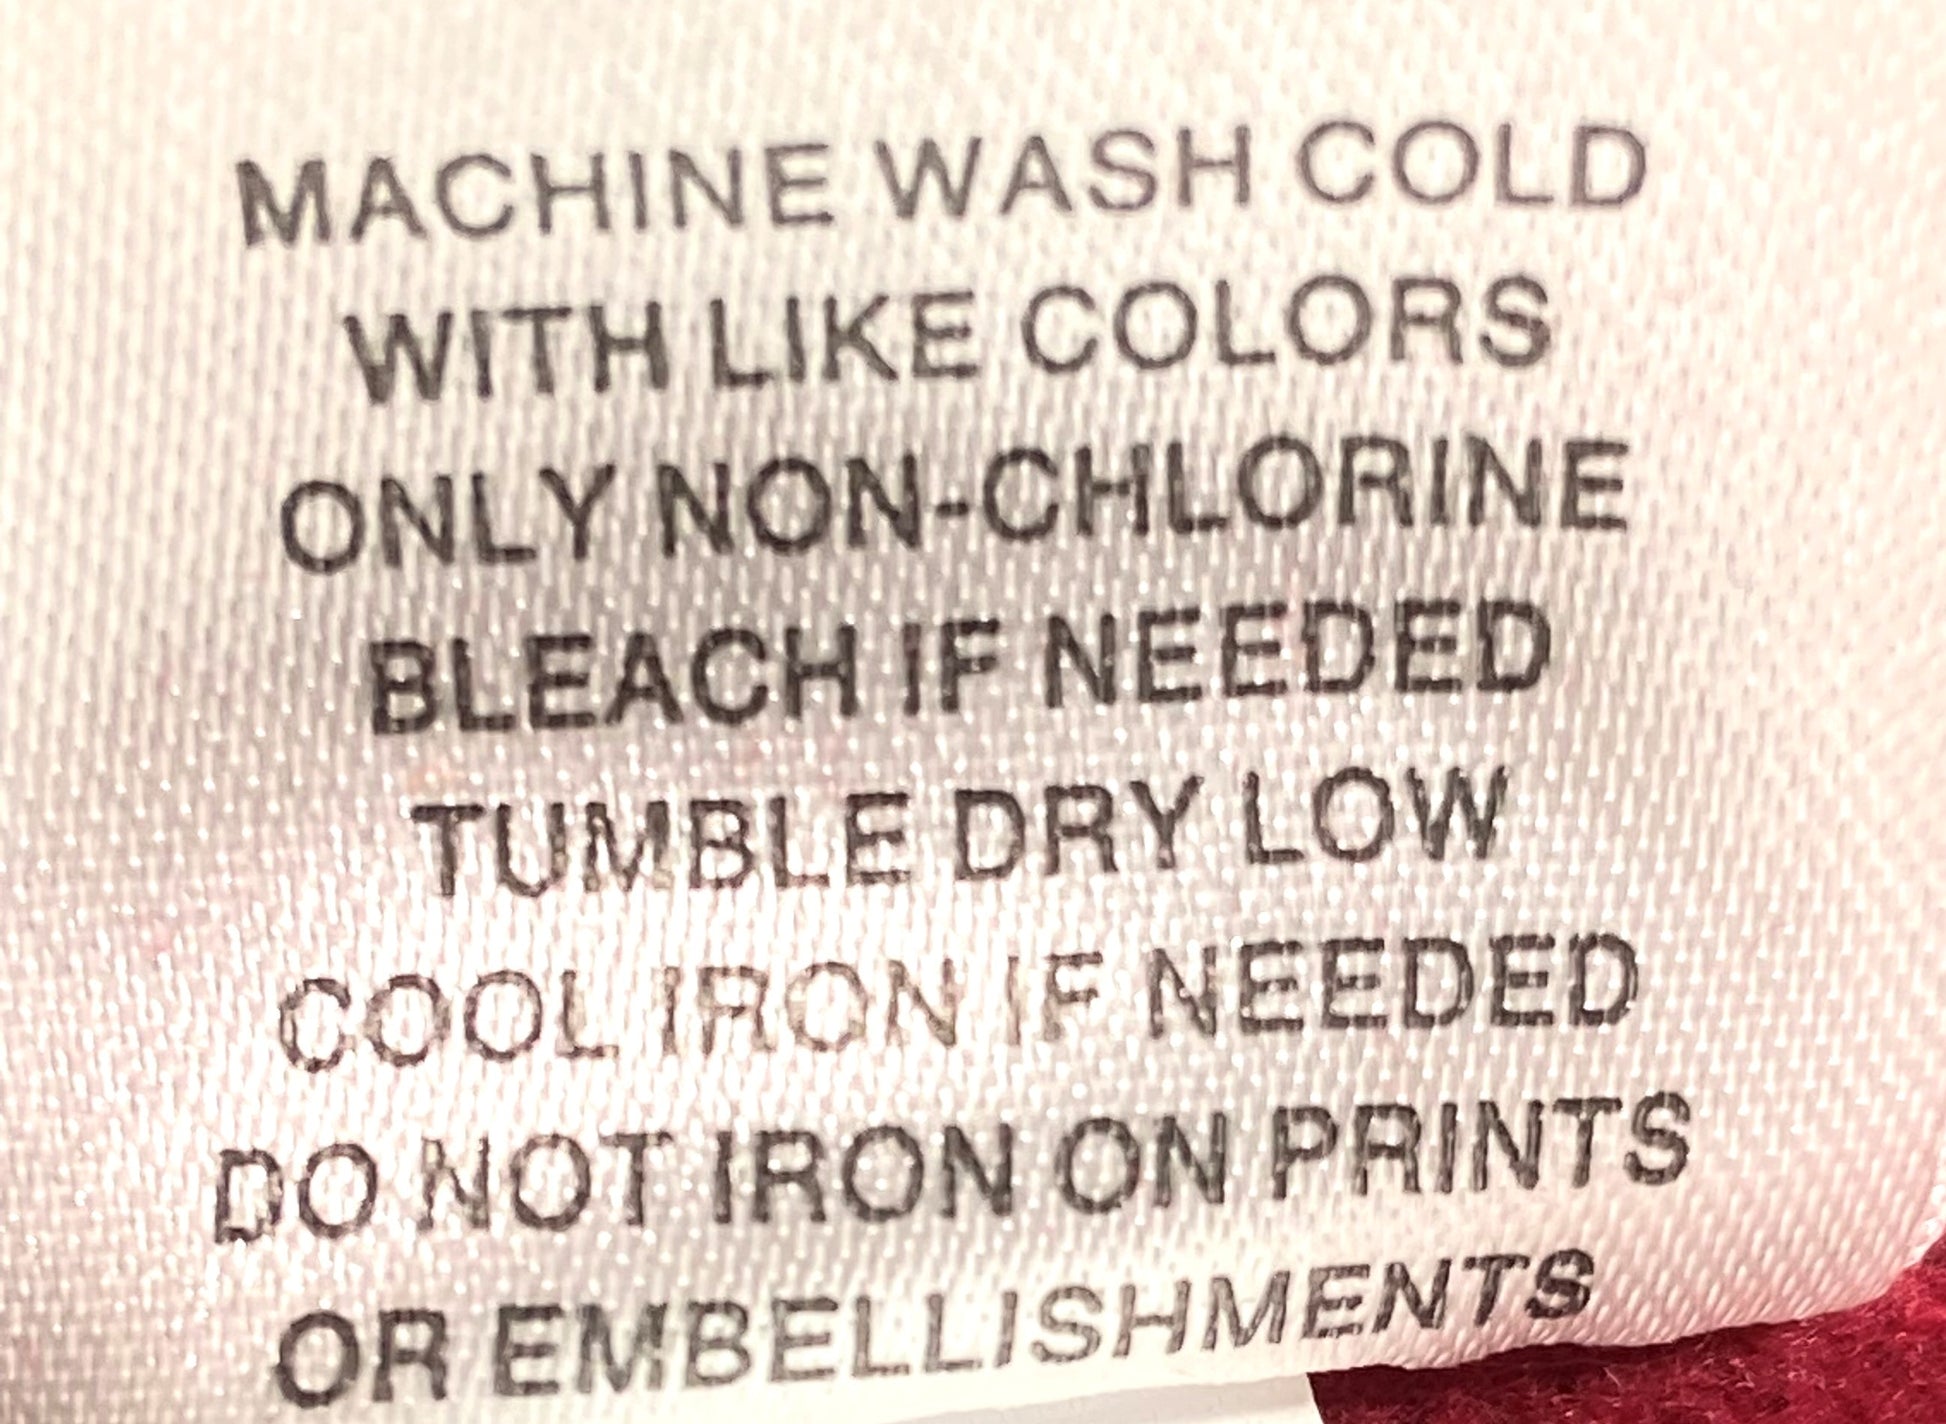 MACHINE WASH COLD
WITH LIKE COLORS
ONLY NON-CHLORINE
BLEACH IF NEEDED
TUMBLE DRY LOW
COOL IRON IF NEEDED
DO NOT IRON ON PRINTS
OR EMBELLISHMENTS